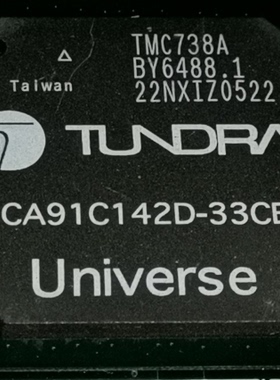 TMC738A
BY6488.1
Taiwan
22NXIZ0522
TUNDRA
CA91C142D-33CE
Universe